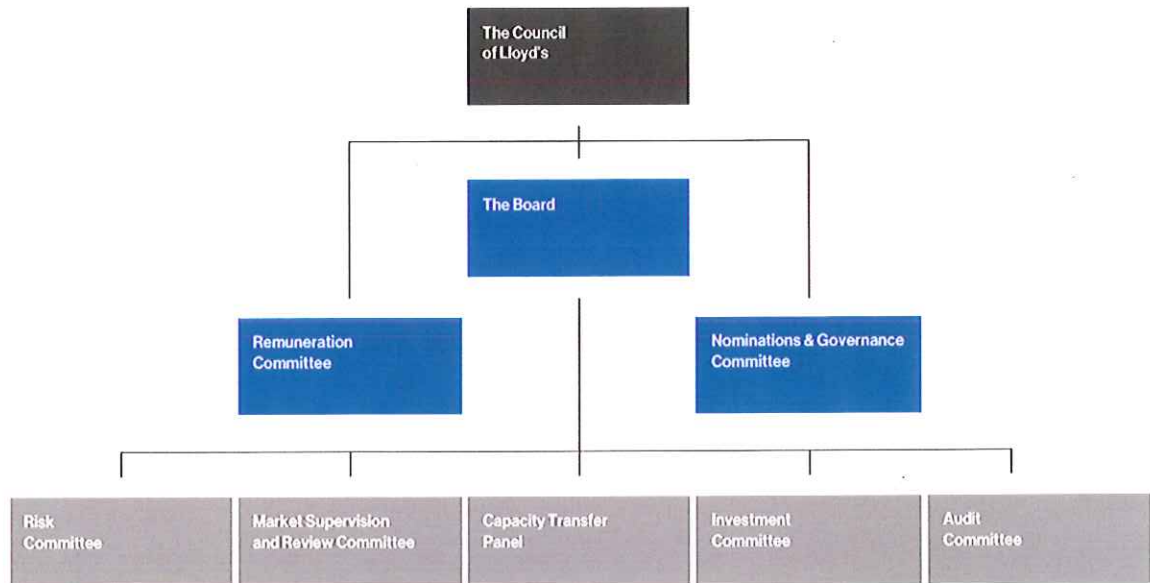 The Council
of Lloyd's
The Board
Remuneration
Committee
Nominations & Governance
Committee
Risk
Committee
Market Supervision
and Review Committee
Capacity Transfer
Panel
Investment
Committee
Audit
Committee